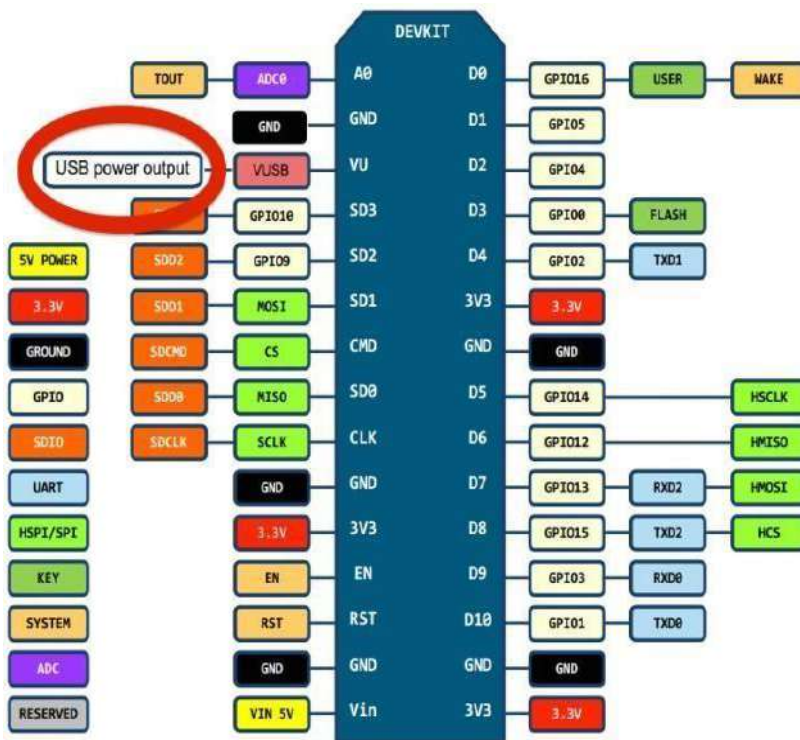 DEVKIT
TOUT ADC0 A0 D0 GPIO16 USER WAKE
GND GND D1 GPIO5
USB power output VUSB VU D2 GPIO4
GPIO10 SD3 D3 GPIO0 FLASH
5V POWER SDD2 GPIO9 SD2 D4 GPIO2 TXD1
3.3V SDD1 MOSI SD1 3V3 3.3V
GROUND SDCMD CS CMD GND GND
GPIO SDD0 MISO SD0 D5 GPIO14 HSCLK
SDIO SDCLK SCLK CLK D6 GPIO12 HMISO
UART GND GND D7 GPIO13 RXD2 HMOSI
HSPI/SPI 3.3V 3V3 D8 GPIO15 TXD2 HCS
KEY EN EN D9 GPIO3 RXD0
SYSTEM RST RST D10 GPIO1 TXD0
ADC GND GND GND GND
RESERVED VIN 5V Vin 3V3 3.3V